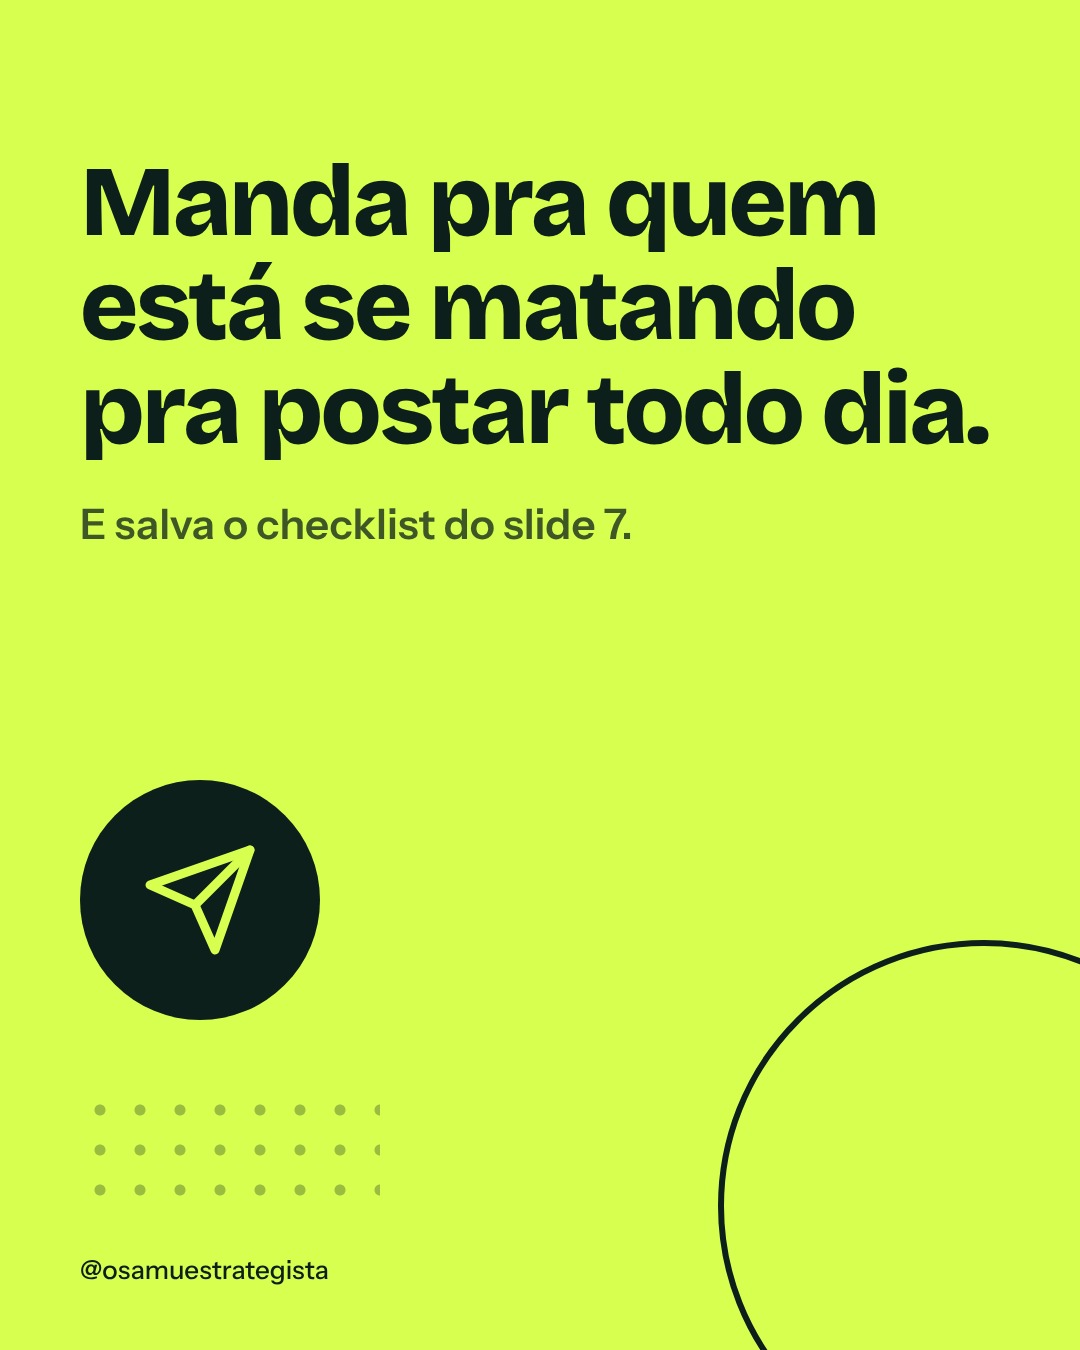 Manda pra quem
está se matando
pra postar todo dia.
E salva o checklist do slide 7.
@osamuestrategista